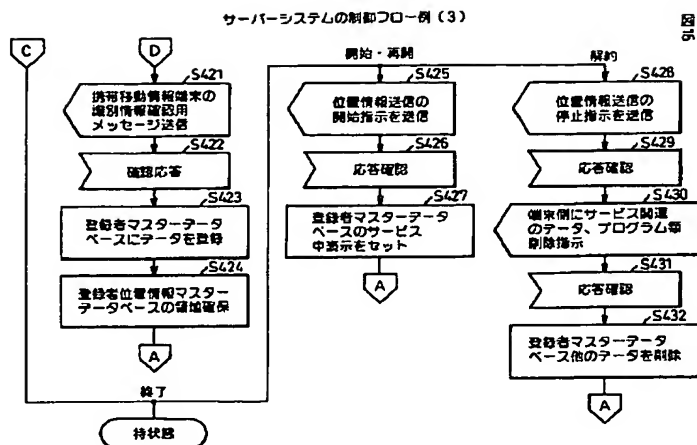 サーバーシステムの制御フロー例（3）
図15
C
D
S421
携帯移動情報端末の
識別情報確認用
メッセージ送信
S422
確認応答
S423
登録者マスターデータ
ベースにデータを登録
S424
登録者位置情報マスター
データベースの領域確保
A
開始・再開
S425
位置情報送信の
開始指示を送信
S426
応答確認
S427
登録者マスターデータ
ベースのサービス
中表示をセット
A
解約
S428
位置情報送信の
停止指示を送信
S429
応答確認
S430
端末側にサービス関連
のデータ、プログラム等
削除指示
S431
応答確認
S432
登録者マスターデータ
ベース他のデータを削除
A
終了
待状態